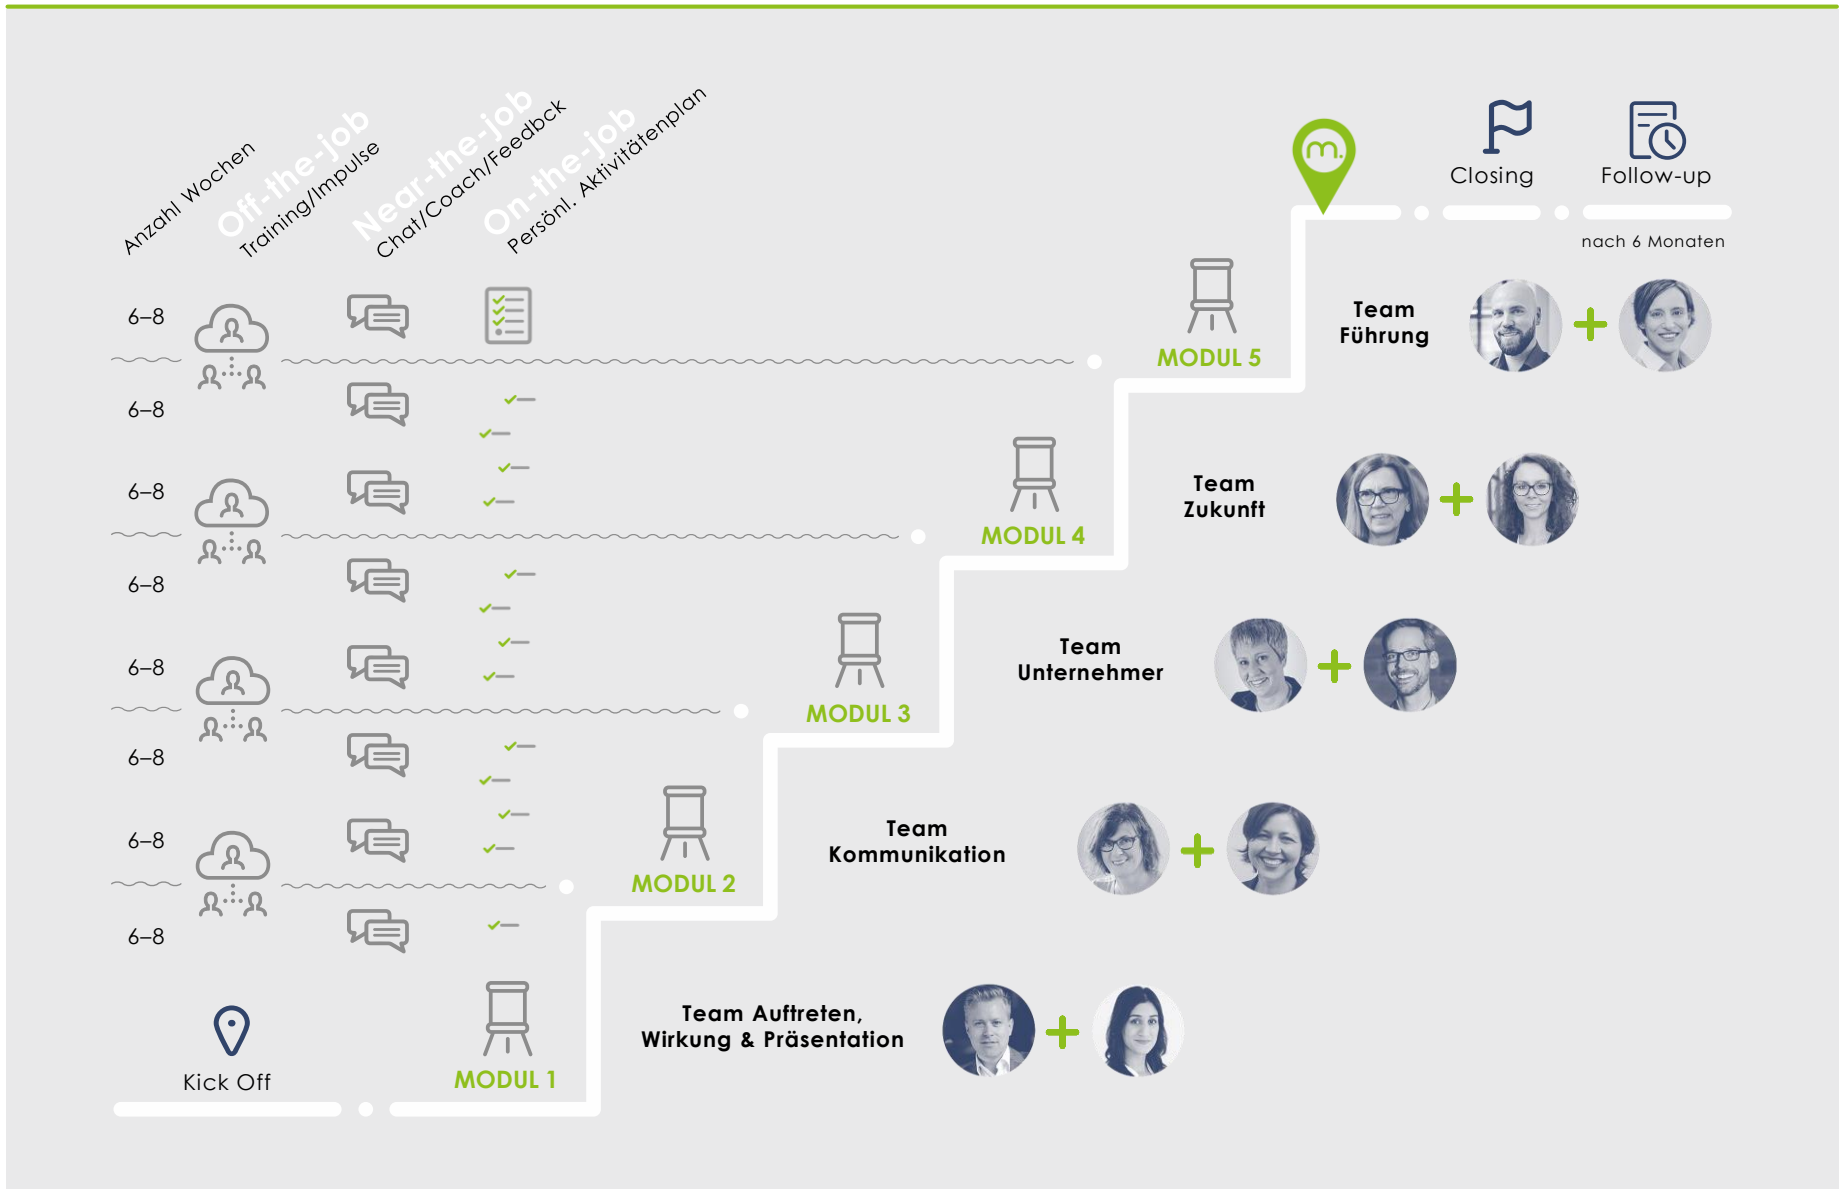 Anzahl Wochen
Off-the-job
Training/Impulse
Near-the-job
Chat/Coach/Feedbck
On-the-job
Persönl. Aktivitätenplan
m.
Closing
Follow-up
nach 6 Monaten
6–8
MODUL 5
Team
Führung
6–8
6–8
MODUL 4
Team
Zukunft
6–8
6–8
MODUL 3
Team
Unternehmer
6–8
6–8
MODUL 2
Team
Kommunikation
6–8
Kick Off
MODUL 1
Team Auftreten,
Wirkung & Präsentation